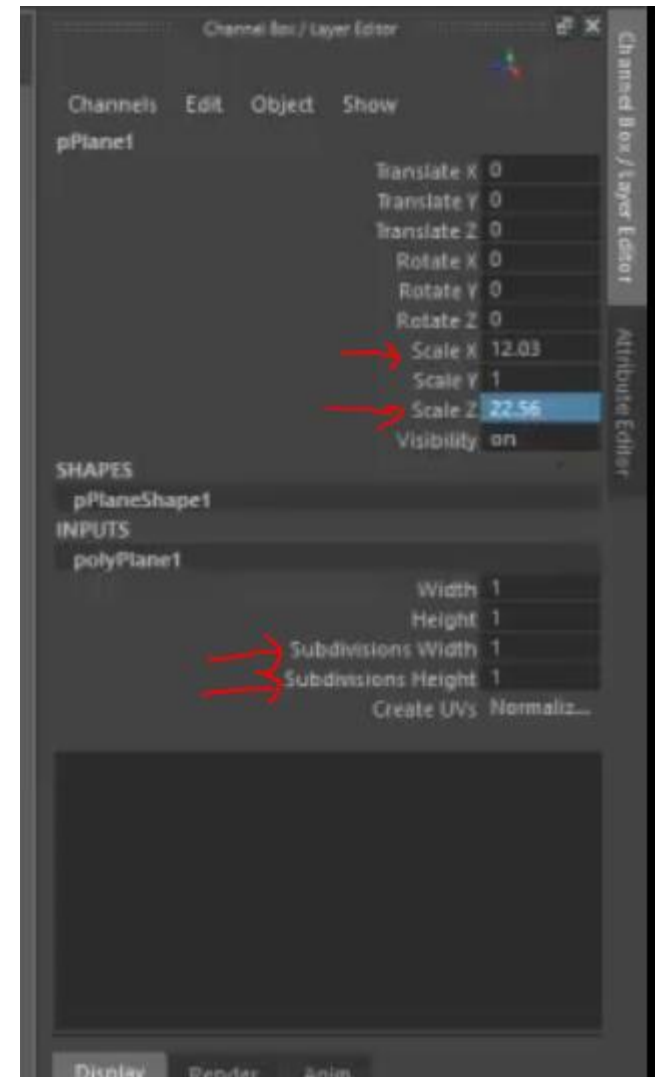 Channel Box / Layer Editor
Channels Edit Object Show
pPlane1
Translate X 0
Translate Y 0
Translate Z 0
Rotate X 0
Rotate Y 0
Rotate Z 0
Scale X 12.03
Scale Y 1
Scale Z 22.56
Visibility on
SHAPES
pPlaneShape1
INPUTS
polyPlane1
Width 1
Height 1
Subdivisions Width 1
Subdivisions Height 1
Create UVs Normaliz...
Display Render Anim
Channel Box / Layer Editor
Attribute Editor